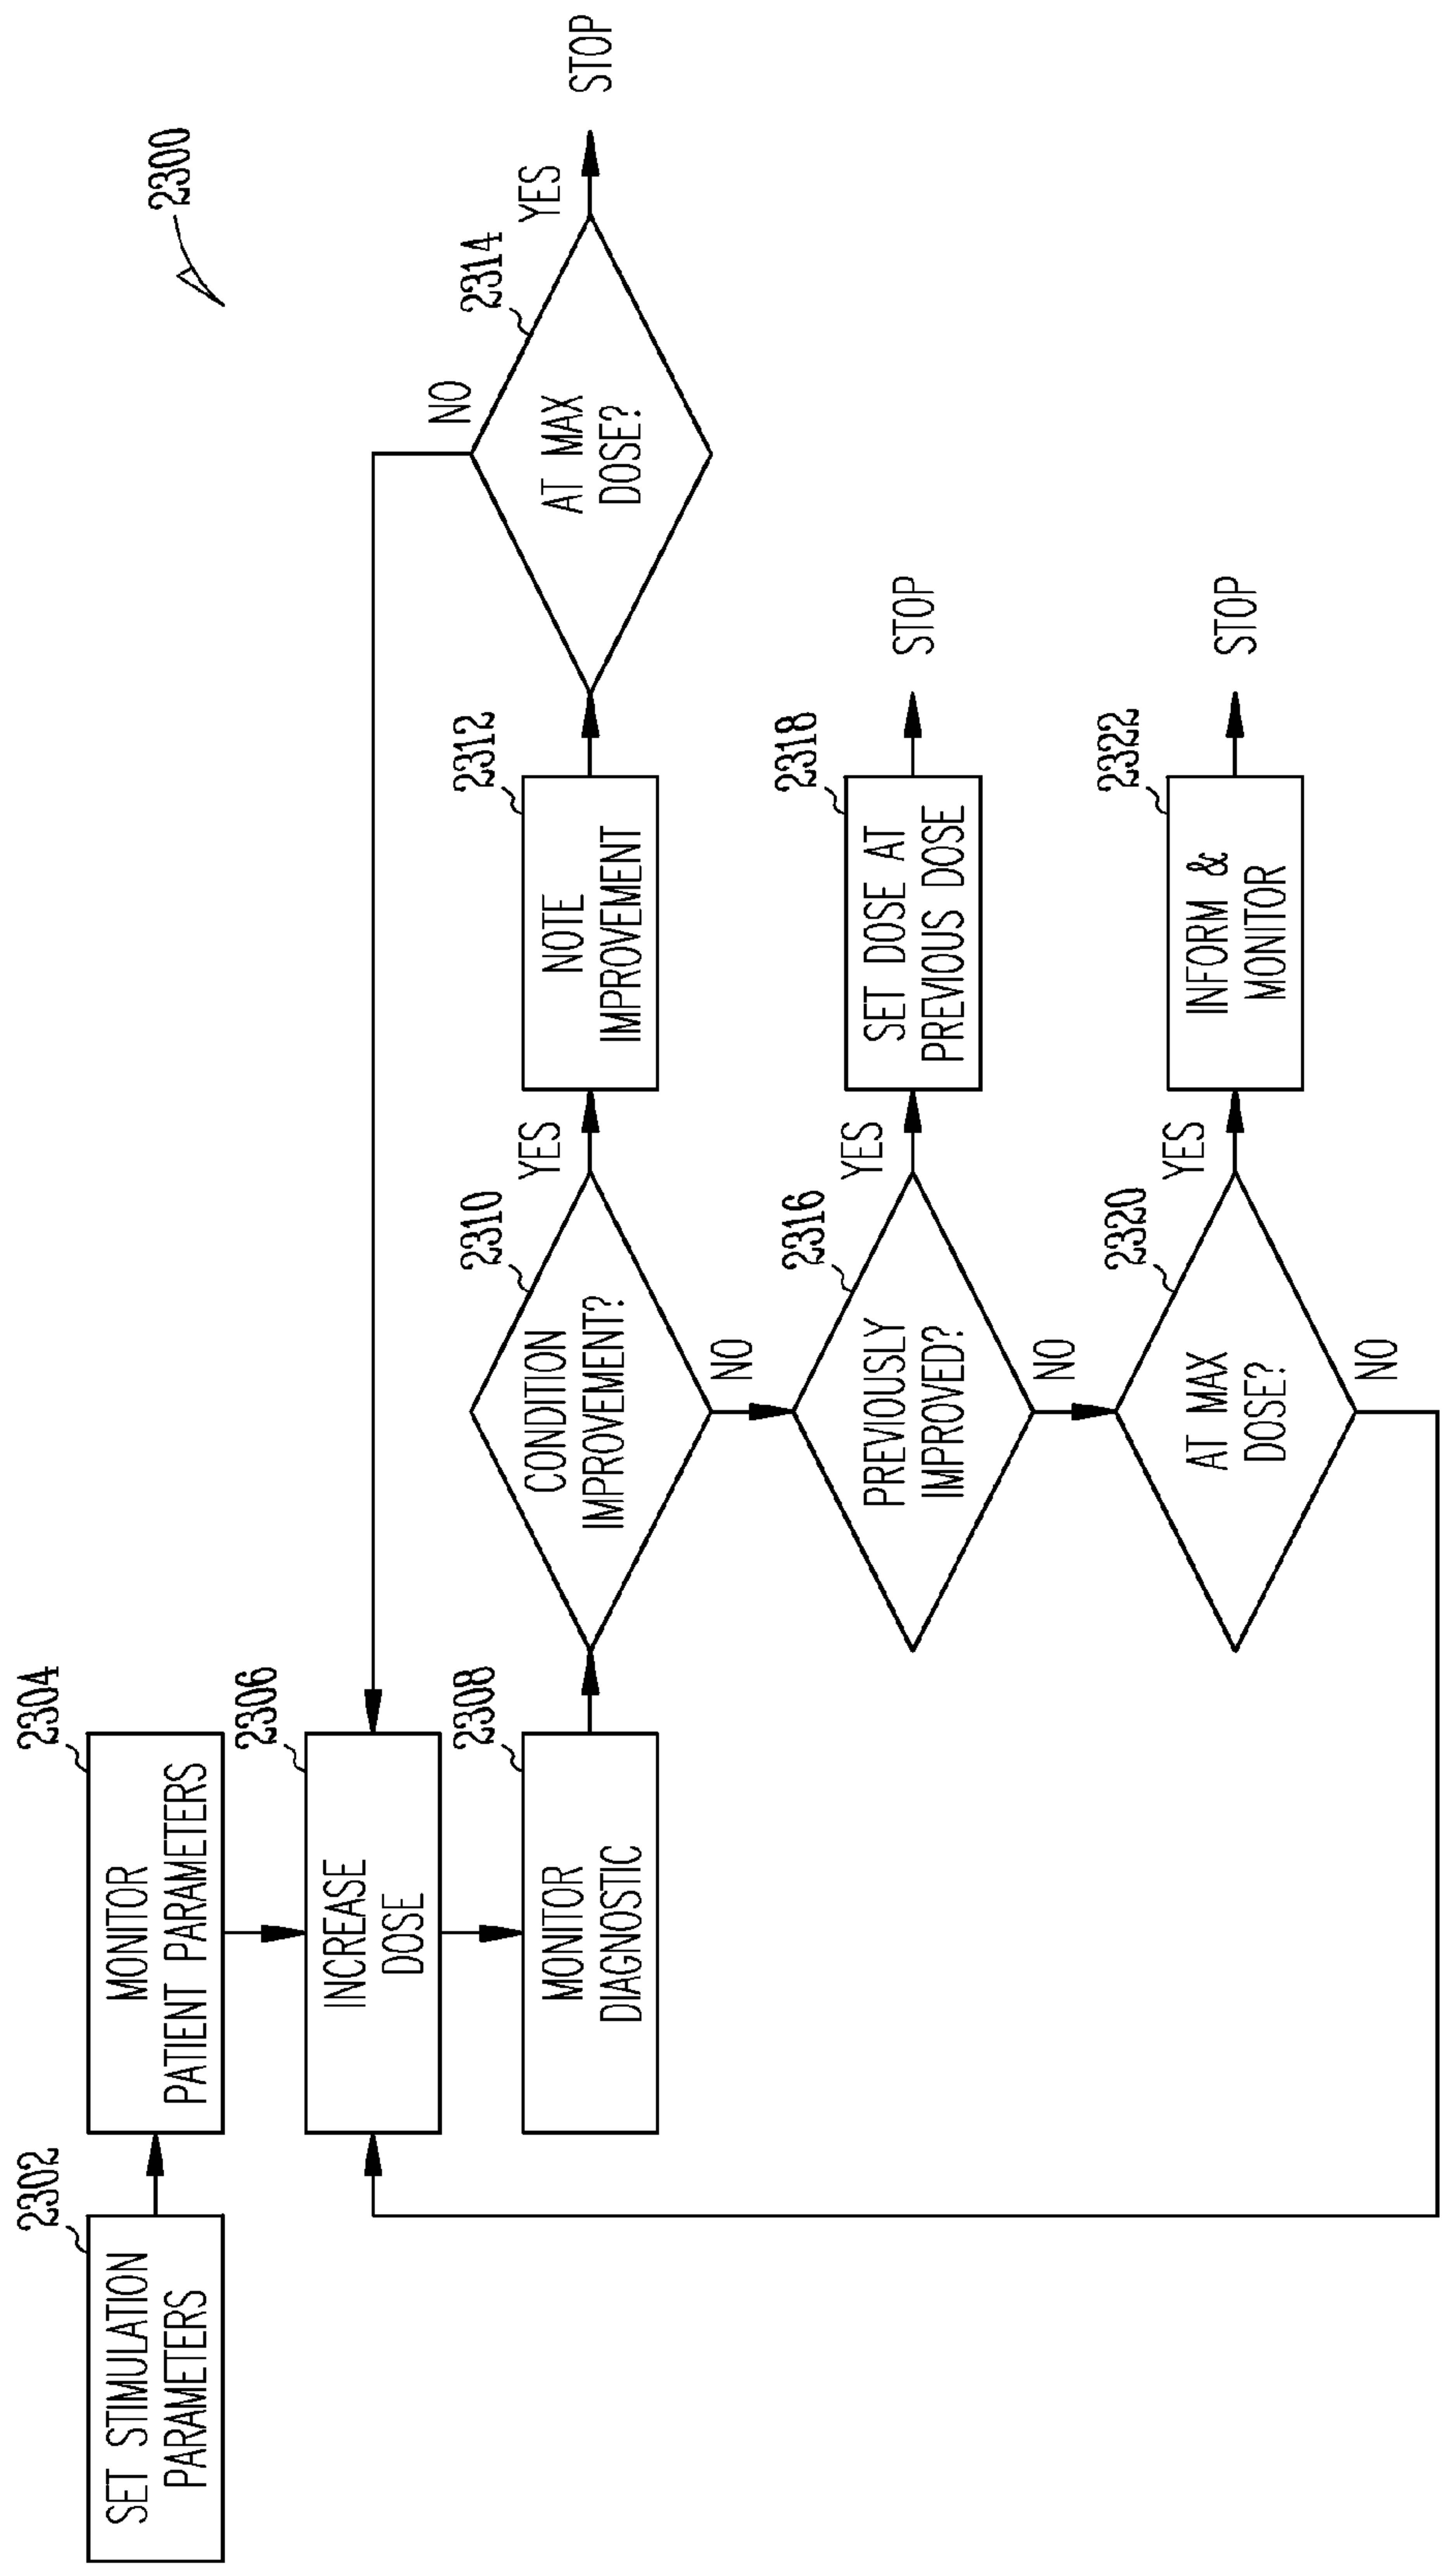 2300
2302
SET STIMULATION
PARAMETERS
2304
MONITOR
PATIENT PARAMETERS
2306
INCREASE
DOSE
2308
MONITOR
DIAGNOSTIC
2310
CONDITION
IMPROVEMENT?
YES
NO
2312
NOTE
IMPROVEMENT
2314
AT MAX
DOSE?
NO
YES
STOP
2316
PREVIOUSLY
IMPROVED?
YES
NO
2318
SET DOSE AT
PREVIOUS DOSE
STOP
2320
AT MAX
DOSE?
YES
NO
2322
INFORM &
MONITOR
STOP